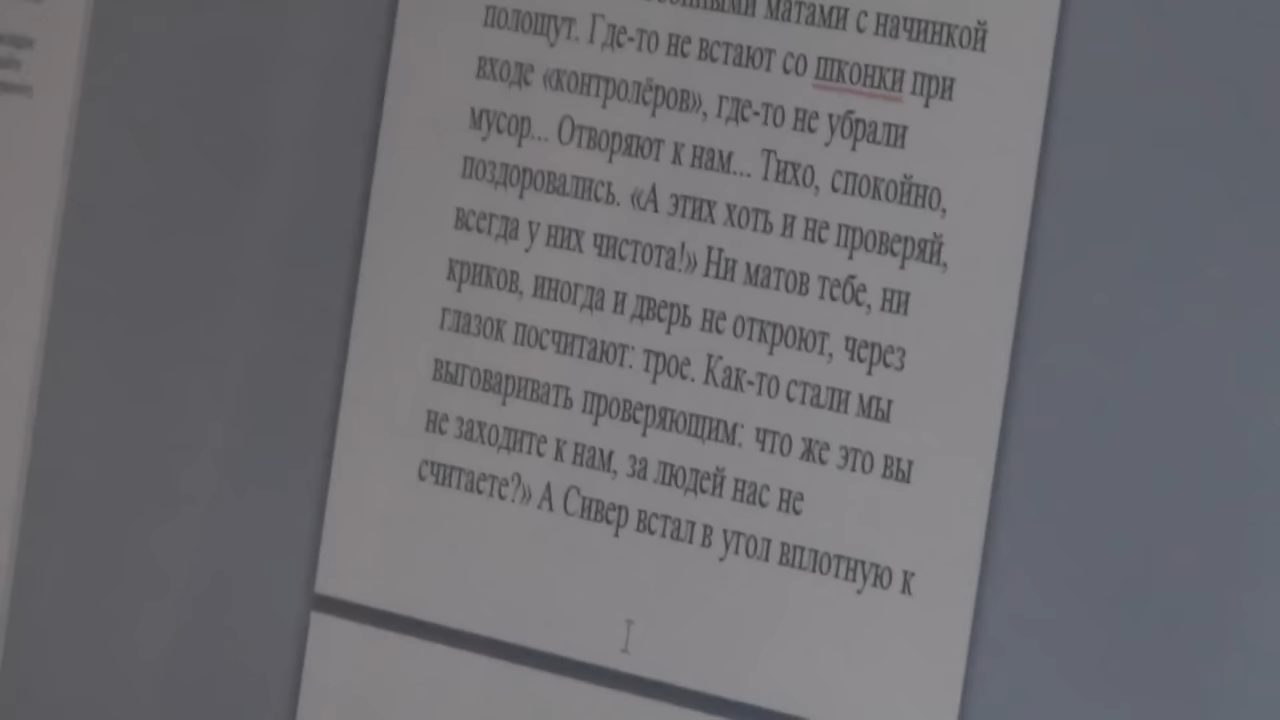 матами с начинкой
полощут. Где-то не встают со шконки при
входе «контролёров», где-то не убрали
мусор... Отворяют к нам... Тихо, спокойно,
поздоровались. «А этих хоть и не проверяй,
всегда у них чистота!» Ни матов тебе, ни
криков, иногда и дверь не откроют, через
глазок посчитают: трое. Как-то стали мы
выговаривать проверяющим: что же это вы
не заходите к нам, за людей нас не
считаете?» А Сивер встал в угол вплотную к